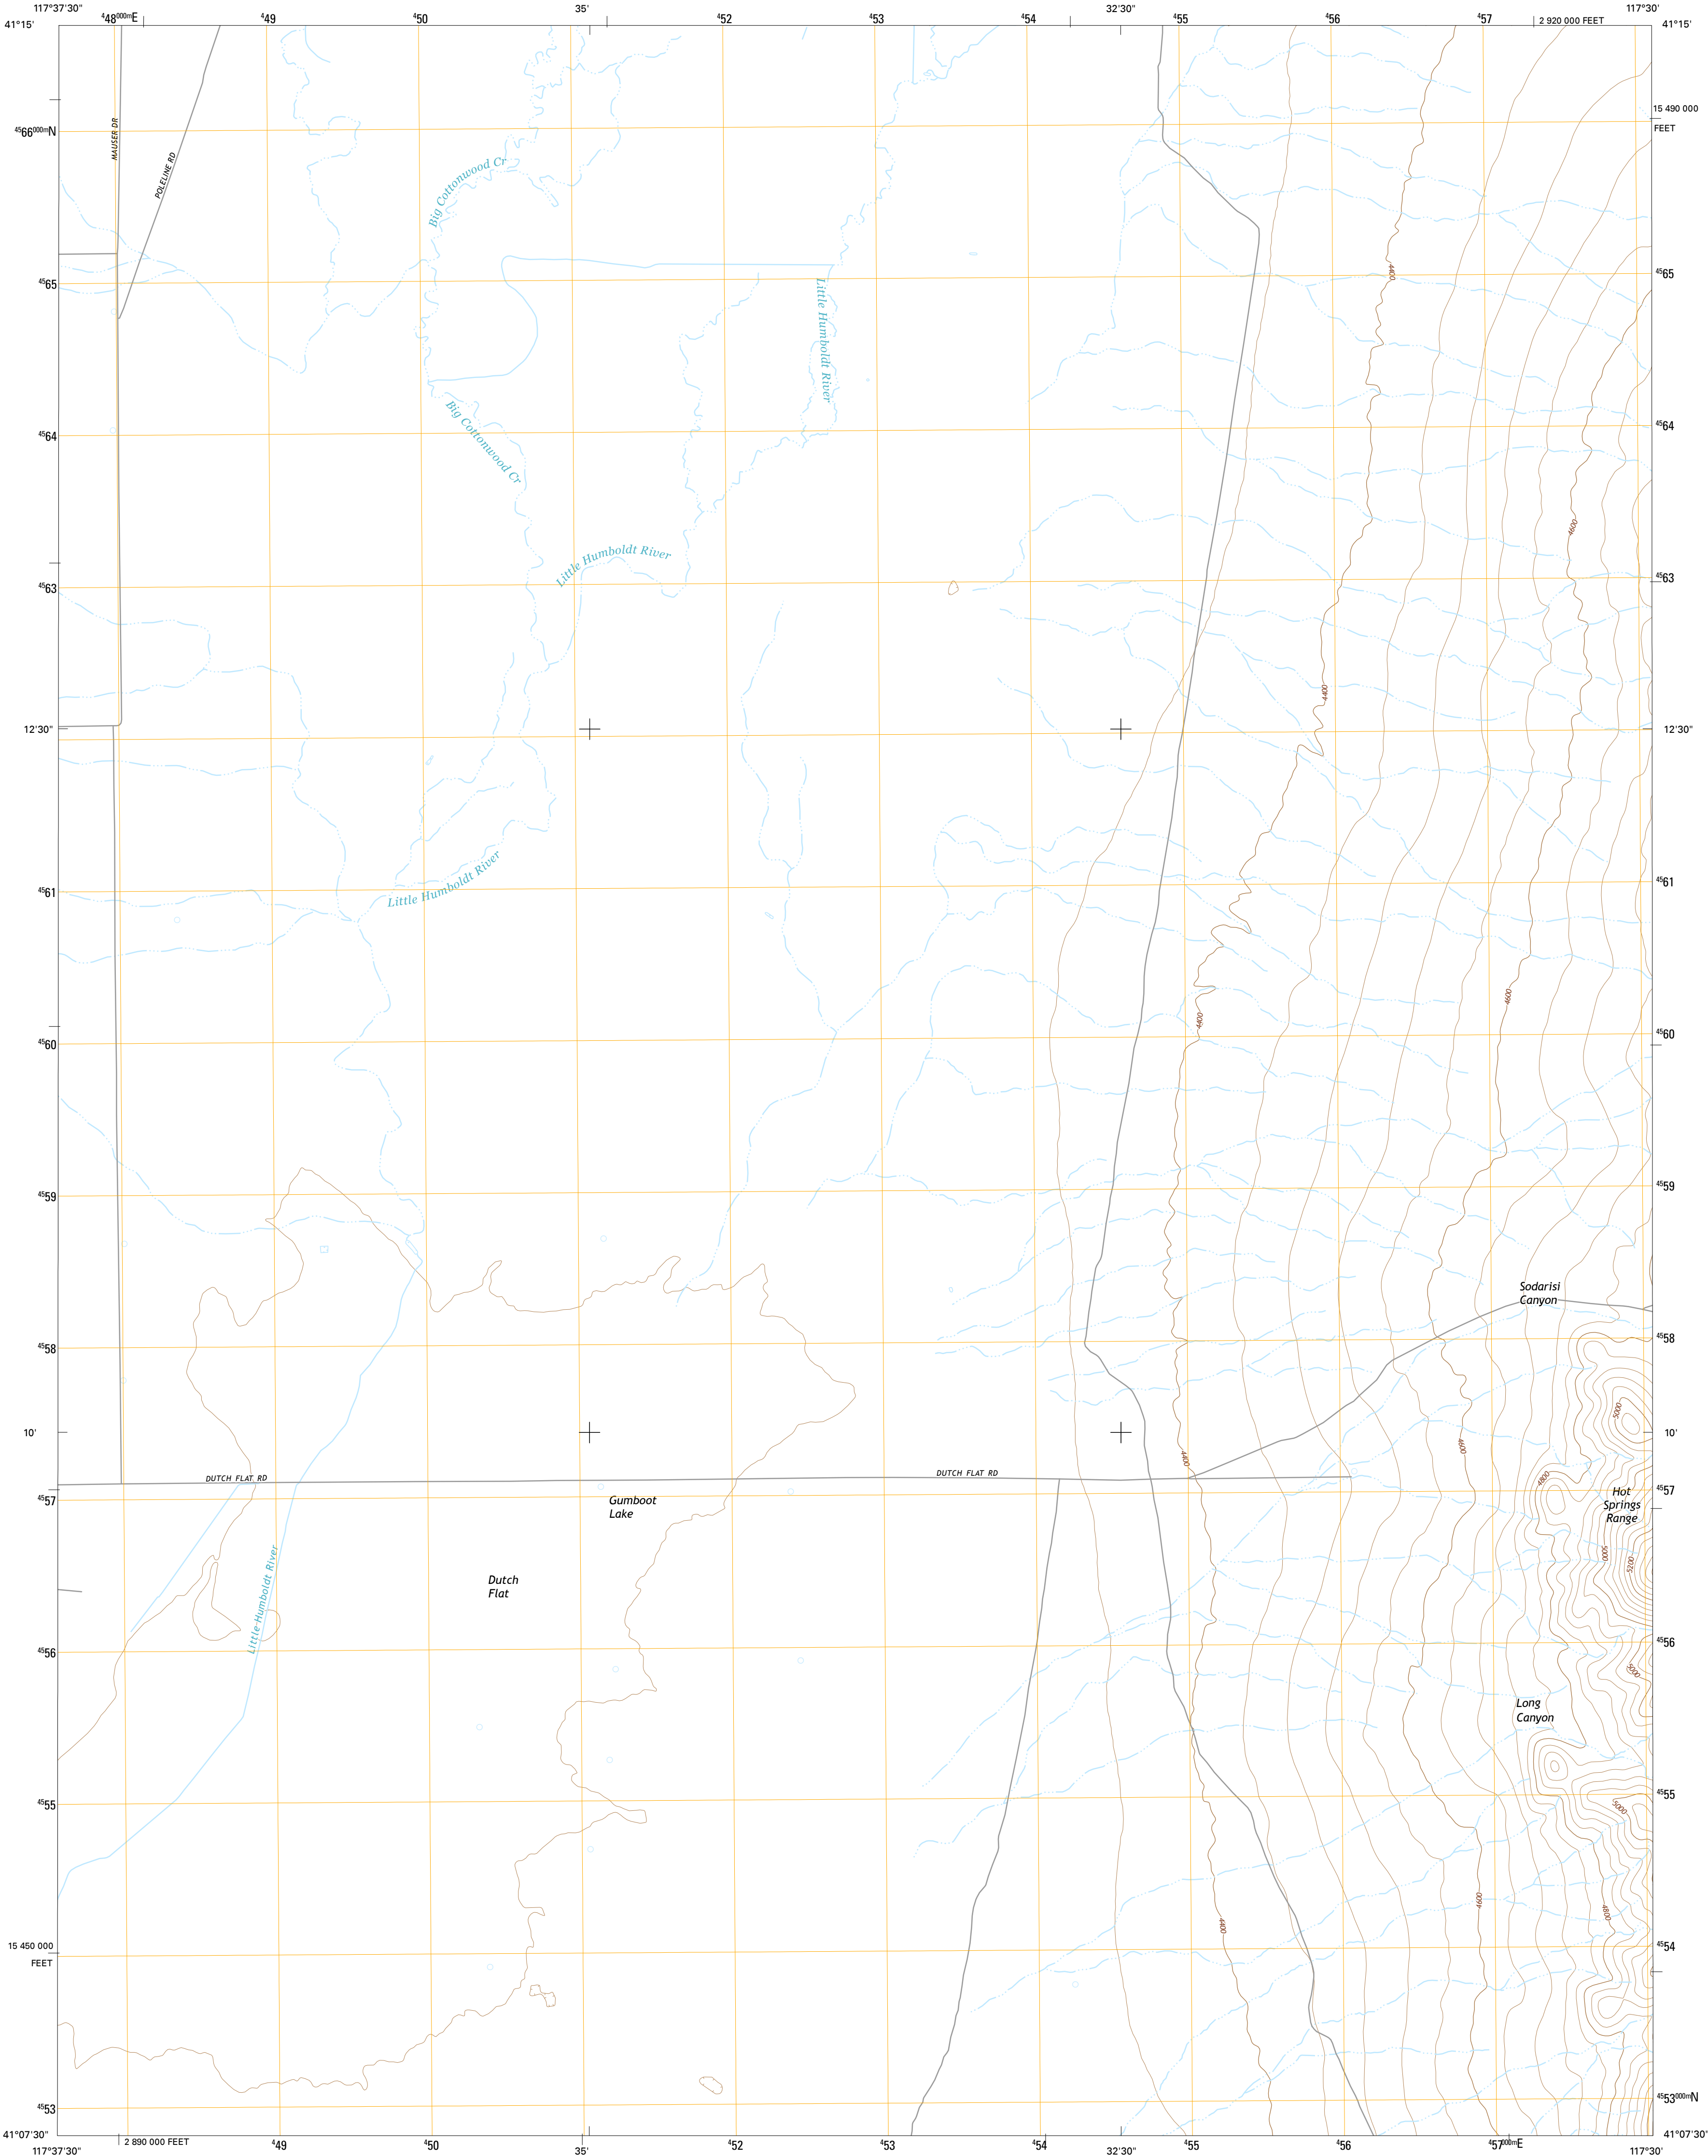 117°37'30"
448000mE
449
450
35'
452
453
454
32'30"
455
456
457
2 920 000 FEET
117°30'
41°15'
41°15'
15 490 000
FEET
4566000mN
MAUSER DR
POLELINE RD
Big Cottonwood Cr
4400
4565
4565
Little Humboldt River
Big Cottonwood Cr
4564
4564
4600
Little Humboldt River
4563
4563
4400
12'30"
12'30"
Little Humboldt River
4561
4561
4600
4400
4560
4560
4559
4559
Sodarisi
Canyon
4558
4558
5000
10'
10'
4600
4400
DUTCH FLAT RD
DUTCH FLAT RD
4800
4557
4557
Gumboot
Lake
Hot
Springs
Range
5000
5200
Dutch
Flat
Little Humboldt River
4556
4556
5000
Long
Canyon
4555
4555
5000
4600
4800
4400
15 450 000
FEET
4554
4553
4553000mN
41°07'30"
41°07'30"
117°37'30"
2 890 000 FEET
449
450
35'
452
453
454
32'30"
455
456
457000mE
117°30'